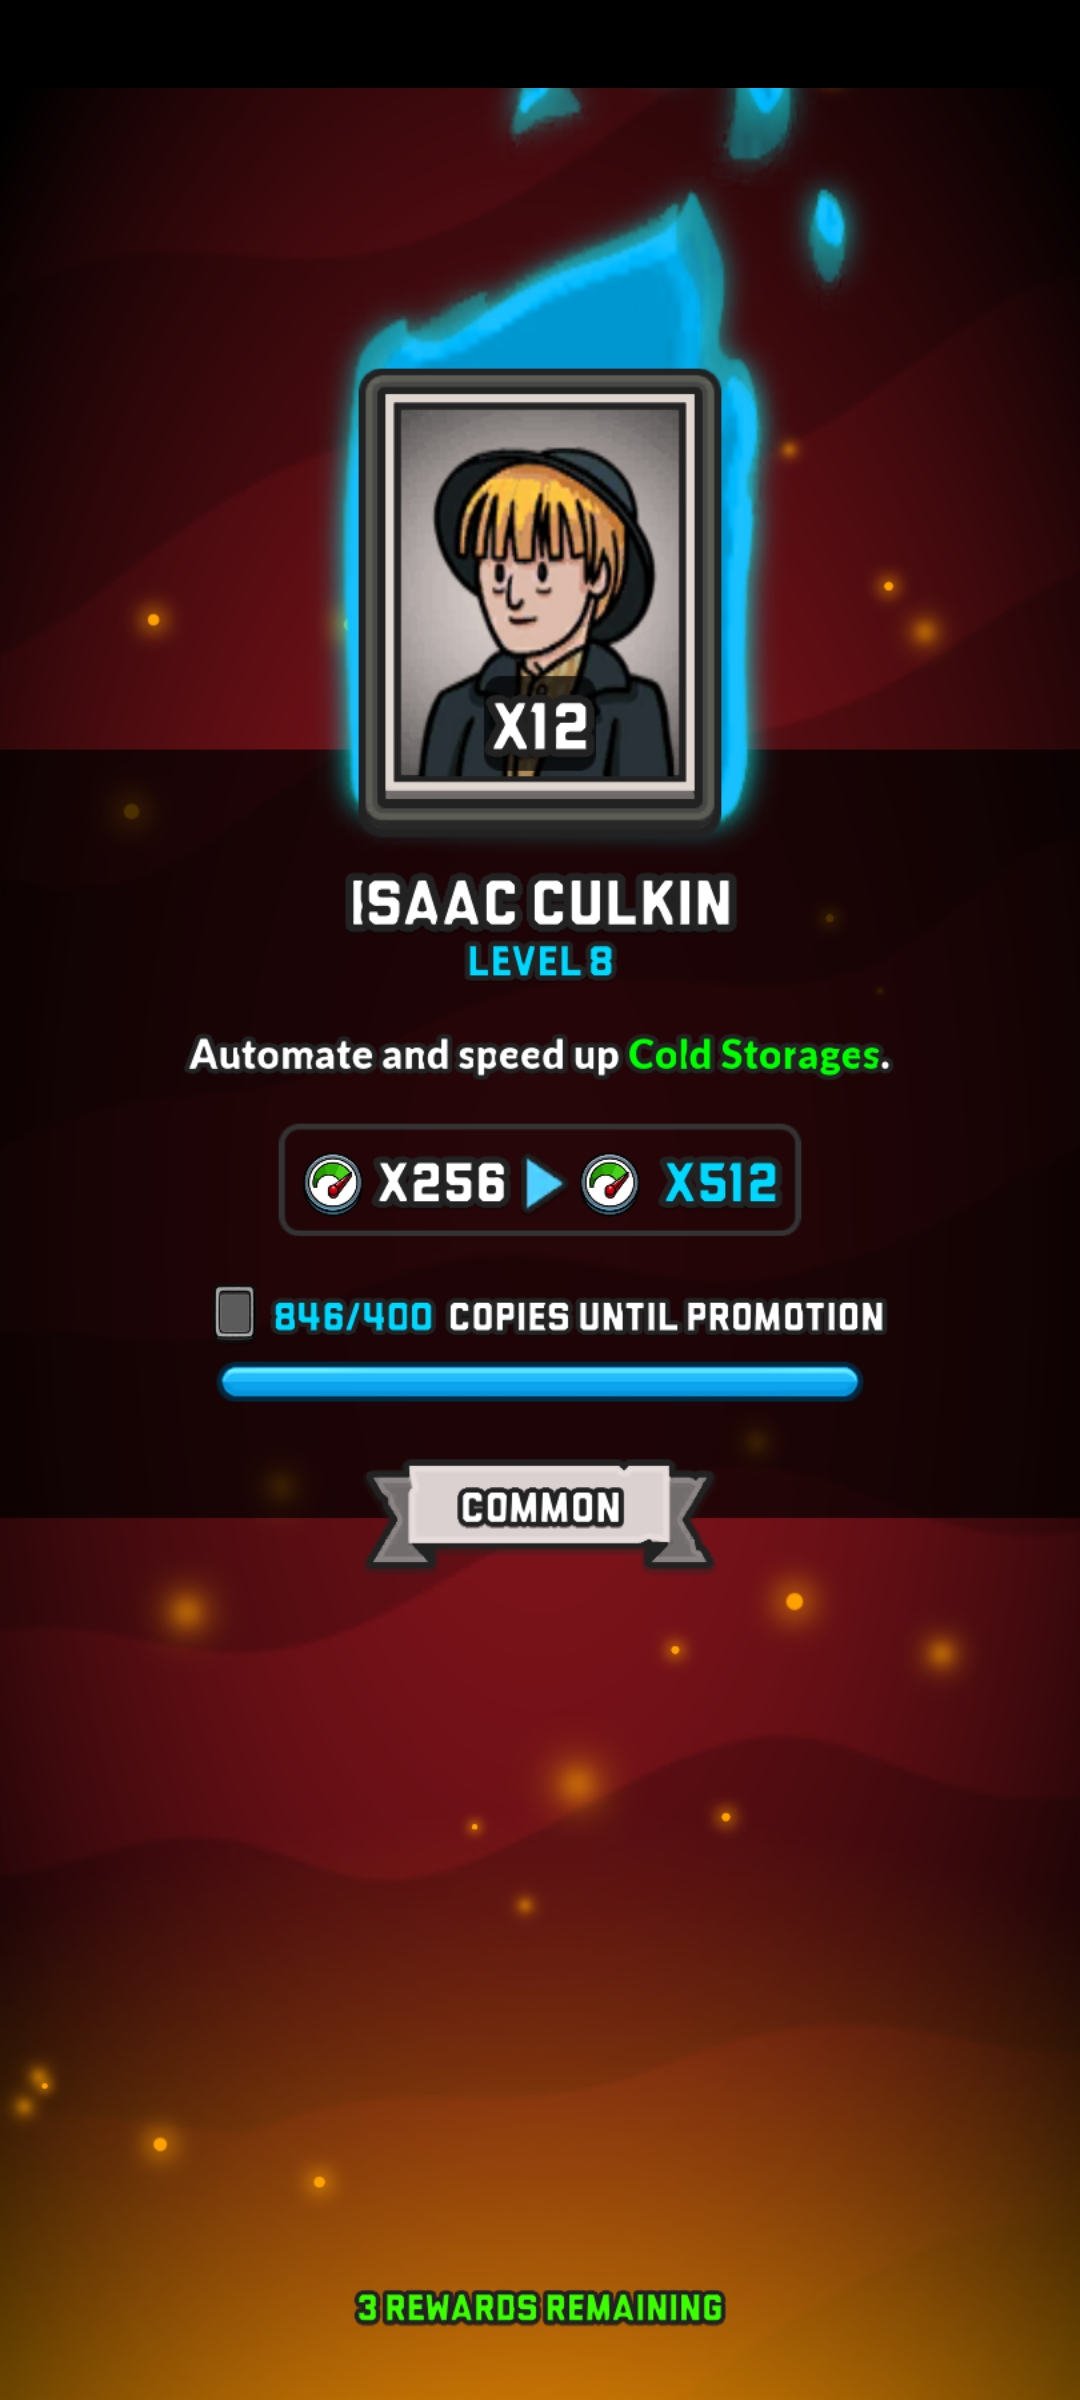 X12
ISAAC CULKIN
LEVEL 8
Automate and speed up Cold Storages.
X256 X512
846/400 COPIES UNTIL PROMOTION
COMMON
3 REWARDS REMAINING